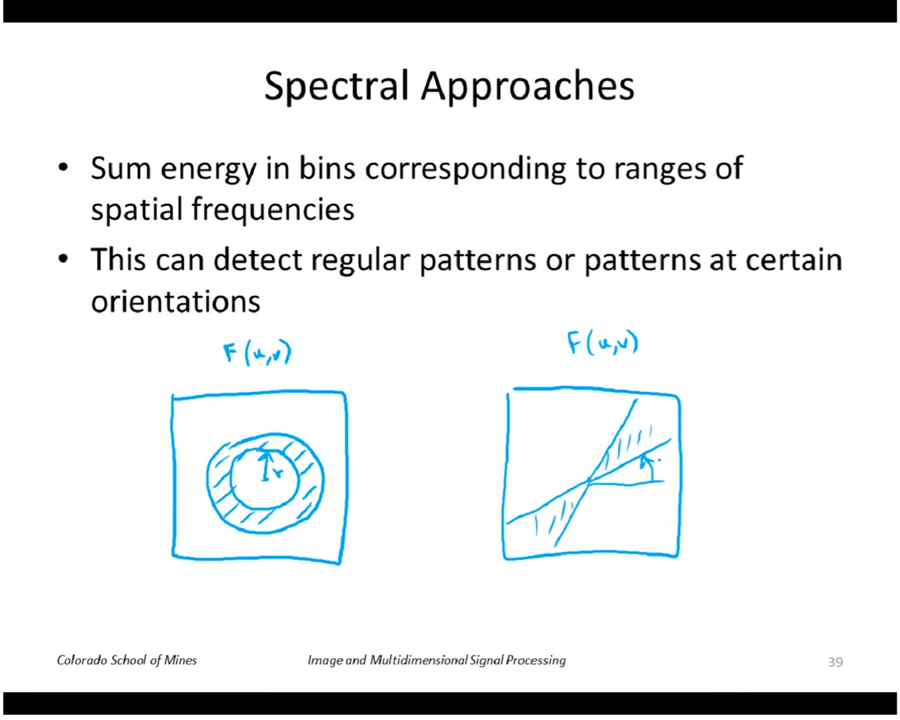 Spectral Approaches
• Sum energy in bins corresponding to ranges of
spatial frequencies
• This can detect regular patterns or patterns at certain
orientations
F(u,v)
F(u,v)
r
Colorado School of Mines
Image and Multidimensional Signal Processing
39